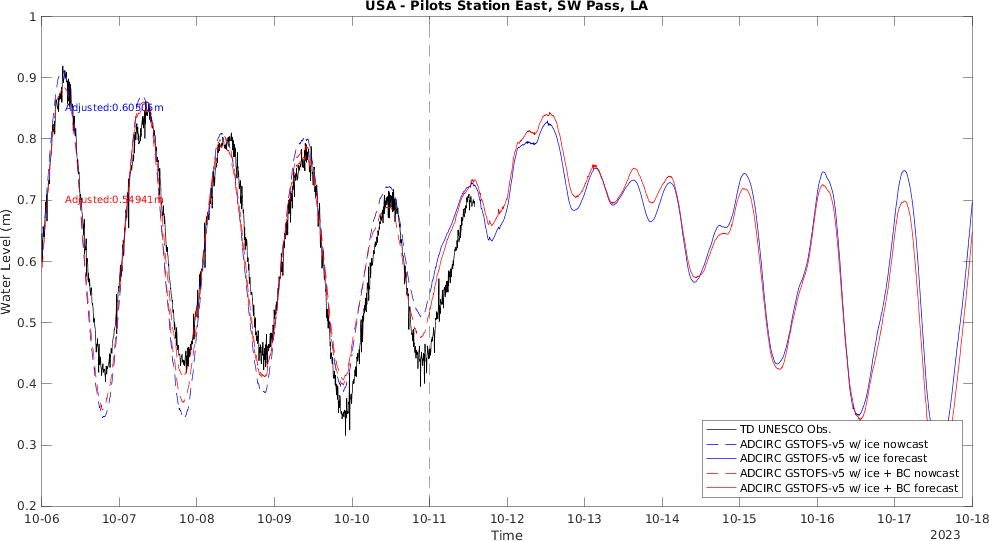 USA - Pilots Station East, SW Pass, LA
1
0.9
0.8
0.7
0.6
0.5
0.4
0.3
0.2
Water Level (m)
Adjusted:0.54941m
TD UNESCO Obs.
ADCIRC GSTOFS-v5 w/ ice nowcast
ADCIRC GSTOFS-v5 w/ ice forecast
ADCIRC GSTOFS-v5 w/ ice + BC nowcast
ADCIRC GSTOFS-v5 w/ ice + BC forecast
10-06 10-07 10-08 10-09 10-10 10-11 10-12 10-13 10-14 10-15 10-16 10-17 10-18
Time
2023